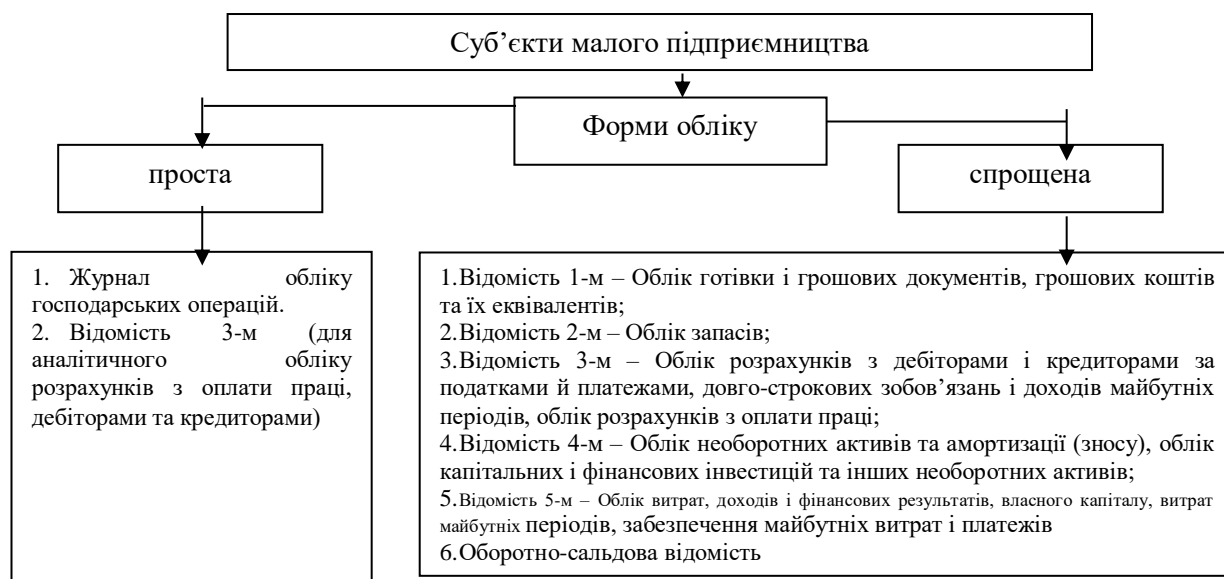 Суб’єкти малого підприємництва
Форми обліку
проста
спрощена
1. Журнал обліку
господарських операцій.
2. Відомість 3-м (для
аналітичного обліку
розрахунків з оплати праці,
дебіторами та кредиторами)
1.Відомість 1-м – Облік готівки і грошових документів, грошових коштів
та їх еквівалентів;
2.Відомість 2-м – Облік запасів;
3.Відомість 3-м – Облік розрахунків з дебіторами і кредиторами за
податками й платежами, довго-строкових зобов’язань і доходів майбутніх
періодів, облік розрахунків з оплати праці;
4.Відомість 4-м – Облік необоротних активів та амортизації (зносу), облік
капітальних і фінансових інвестицій та інших необоротних активів;
5.Відомість 5-м – Облік витрат, доходів і фінансових результатів, власного капіталу, витрат
майбутніх періодів, забезпечення майбутніх витрат і платежів
6.Оборотно-сальдова відомість